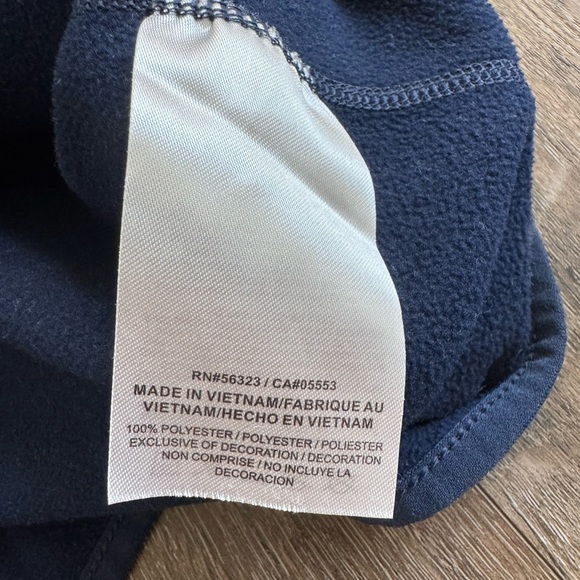 RN#56323 / CA#05553
MADE IN VIETNAM/FABRIQUE AU
VIETNAM/HECHO EN VIETNAM
100% POLYESTER / POLYESTER / POLIESTER
EXCLUSIVE OF DECORATION / DECORATION
NON COMPRISE / NO INCLUYE LA
DECORACION